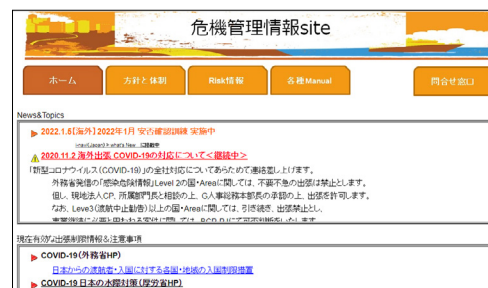 危機管理情報site
ホーム
方針と体制
Risk情報
各種Manual
問合せ窓口
News&Topics
2022.1.6【海外】2022年1月 安否確認訓練 実施中
2020.11.2 海外出張 COVID-19の対応について＜継続中＞
「新型コロナウイルス(COVID-19)」の全社対応についてあらためて連絡差し上げます。
外務省発信の「感染危険情報」Level 2の国・Areaに関しては、不要不急の出張は禁止とします。
但し、現地法人CP、所属部門長と相談の上、G人事総務本部長の承認の上、出張を許可します。
なお、Leve3(渡航中止勧告)以上の国・Areaに関しては、引き続き、出張禁止とし、
現在有効な出張制限情報＆注意事項
COVID-19(外務省HP)
日本からの渡航者・入国に対する各国・地域の入国制限措置
COVID-19 日本の水際対策(厚労省HP)